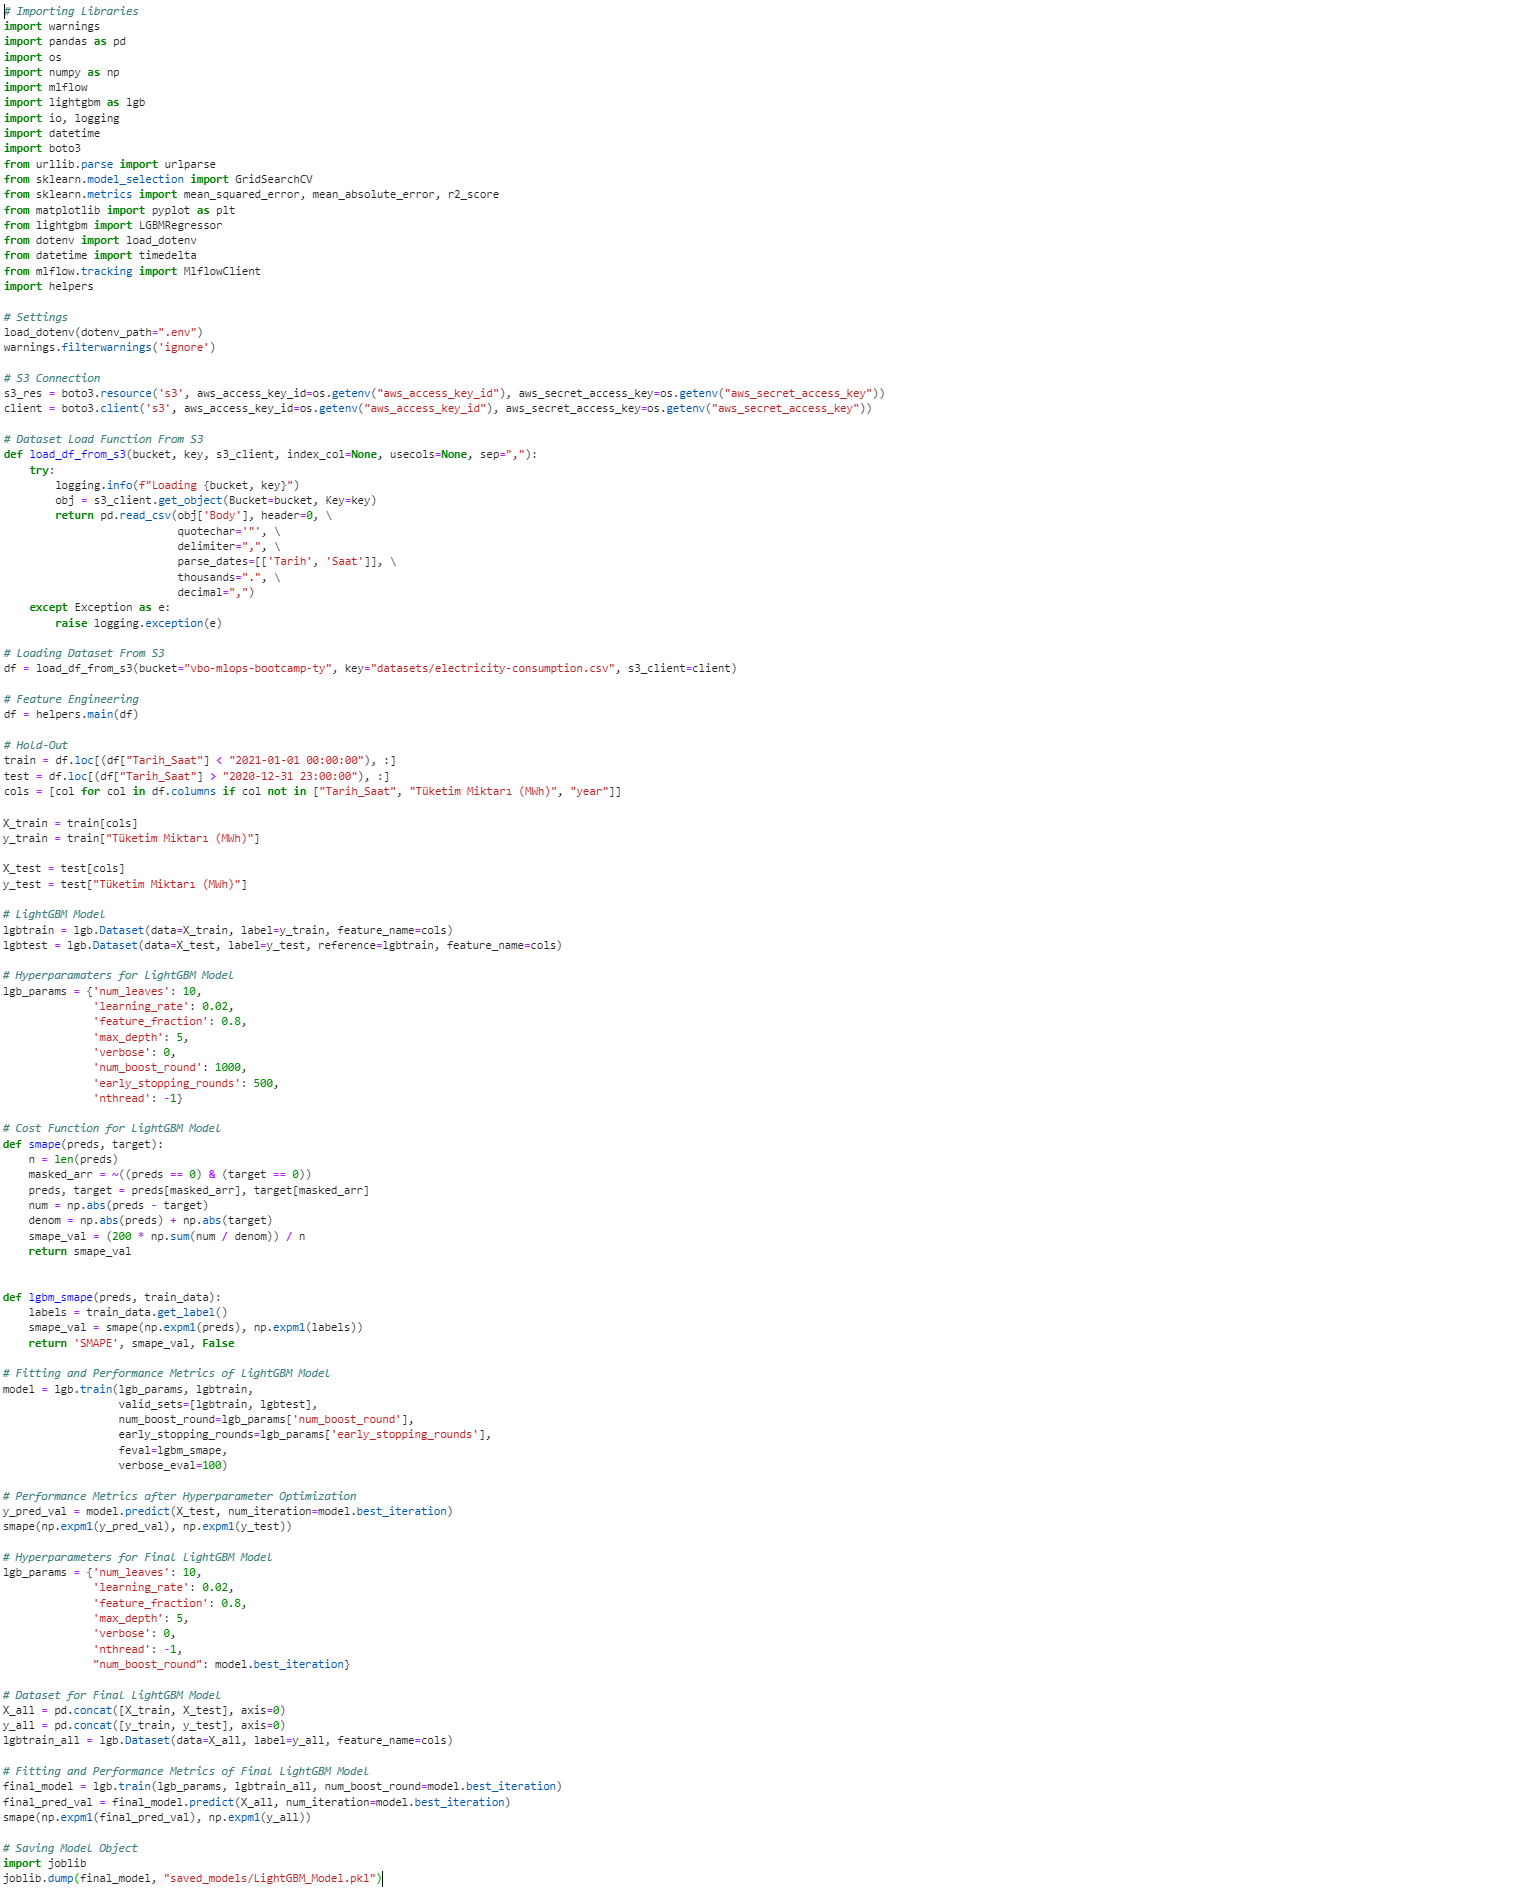 # Importing Libraries
import warnings
import pandas as pd
import os
import numpy as np
import mlflow
import lightgbm as lgb
import io, logging
import datetime
import boto3
from urllib.parse import urlparse
from sklearn.model_selection import GridSearchCV
from sklearn.metrics import mean_squared_error, mean_absolute_error, r2_score
from matplotlib import pyplot as plt
from lightgbm import LGBMRegressor
from dotenv import load_dotenv
from datetime import timedelta
from mlflow.tracking import MlflowClient
import helpers

# Settings
load_dotenv(dotenv_path=".env")
warnings.filterwarnings('ignore')

# S3 Connection
s3_res = boto3.resource('s3', aws_access_key_id=os.getenv("aws_access_key_id"), aws_secret_access_key=os.getenv("aws_secret_access_key"))
client = boto3.client('s3', aws_access_key_id=os.getenv("aws_access_key_id"), aws_secret_access_key=os.getenv("aws_secret_access_key"))

# Dataset Load Function From S3
def load_df_from_s3(bucket, key, s3_client, index_col=None, usecols=None, sep=","):
    try:
        logging.info(f"Loading {bucket, key}")
        obj = s3_client.get_object(Bucket=bucket, Key=key)
        return pd.read_csv(obj['Body'], header=0, \
                           quotechar='"', \
                           delimiter=",", \
                           parse_dates=[['Tarih', 'Saat']], \
                           thousands=".", \
                           decimal=",")
    except Exception as e:
        raise logging.exception(e)

# Loading Dataset From S3
df = load_df_from_s3(bucket="vbo-mlops-bootcamp-ty", key="datasets/electricity-consumption.csv", s3_client=client)

# Feature Engineering
df = helpers.main(df)

# Hold-Out
train = df.loc[(df["Tarih_Saat"] < "2021-01-01 00:00:00"), :]
test = df.loc[(df["Tarih_Saat"] > "2020-12-31 23:00:00"), :]
cols = [col for col in df.columns if col not in ["Tarih_Saat", "Tüketim Miktarı (MWh)", "year"]]

X_train = train[cols]
y_train = train["Tüketim Miktarı (MWh)"]

X_test = test[cols]
y_test = test["Tüketim Miktarı (MWh)"]

# LightGBM Model
lgbtrain = lgb.Dataset(data=X_train, label=y_train, feature_name=cols)
lgbtest = lgb.Dataset(data=X_test, label=y_test, reference=lgbtrain, feature_name=cols)

# Hyperparamaters for LightGBM Model
lgb_params = {'num_leaves': 10,
              'learning_rate': 0.02,
              'feature_fraction': 0.8,
              'max_depth': 5,
              'verbose': 0,
              'num_boost_round': 1000,
              'early_stopping_rounds': 500,
              'nthread': -1}

# Cost Function for LightGBM Model
def smape(preds, target):
    n = len(preds)
    masked_arr = ~((preds == 0) & (target == 0))
    preds, target = preds[masked_arr], target[masked_arr]
    num = np.abs(preds - target)
    denom = np.abs(preds) + np.abs(target)
    smape_val = (200 * np.sum(num / denom)) / n
    return smape_val


def lgbm_smape(preds, train_data):
    labels = train_data.get_label()
    smape_val = smape(np.expm1(preds), np.expm1(labels))
    return 'SMAPE', smape_val, False

# Fitting and Performance Metrics of LightGBM Model
model = lgb.train(lgb_params, lgbtrain,
                  valid_sets=[lgbtrain, lgbtest],
                  num_boost_round=lgb_params['num_boost_round'],
                  early_stopping_rounds=lgb_params['early_stopping_rounds'],
                  feval=lgbm_smape,
                  verbose_eval=100)

# Performance Metrics after Hyperparameter Optimization
y_pred_val = model.predict(X_test, num_iteration=model.best_iteration)
smape(np.expm1(y_pred_val), np.expm1(y_test))

# Hyperparameters for Final LightGBM Model
lgb_params = {'num_leaves': 10,
              'learning_rate': 0.02,
              'feature_fraction': 0.8,
              'max_depth': 5,
              'verbose': 0,
              'nthread': -1,
              "num_boost_round": model.best_iteration}

# Dataset for Final LightGBM Model
X_all = pd.concat([X_train, X_test], axis=0)
y_all = pd.concat([y_train, y_test], axis=0)
lgbtrain_all = lgb.Dataset(data=X_all, label=y_all, feature_name=cols)

# Fitting and Performance Metrics of Final LightGBM Model
final_model = lgb.train(lgb_params, lgbtrain_all, num_boost_round=model.best_iteration)
final_pred_val = final_model.predict(X_all, num_iteration=model.best_iteration)
smape(np.expm1(final_pred_val), np.expm1(y_all))

# Saving Model Object
import joblib
joblib.dump(final_model, "saved_models/LightGBM_Model.pkl")